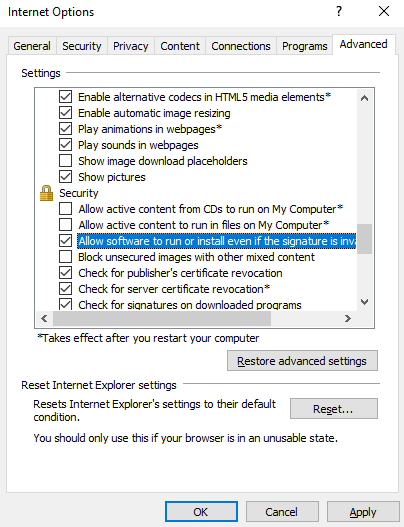 Internet Options
?
General Security Privacy Content Connections Programs Advanced
Settings
Enable alternative codecs in HTML5 media elements*
Enable automatic image resizing
Play animations in webpages*
Play sounds in webpages
Show image download placeholders
Show pictures
Security
Allow active content from CDs to run on My Computer*
Allow active content to run in files on My Computer*
Allow software to run or install even if the signature is inva
Block unsecured images with other mixed content
Check for publisher's certificate revocation
Check for server certificate revocation*
Check for signatures on downloaded programs
*Takes effect after you restart your computer
Restore advanced settings
Reset Internet Explorer settings
Resets Internet Explorer's settings to their default
condition.
Reset...
You should only use this if your browser is in an unusable state.
OK Cancel Apply